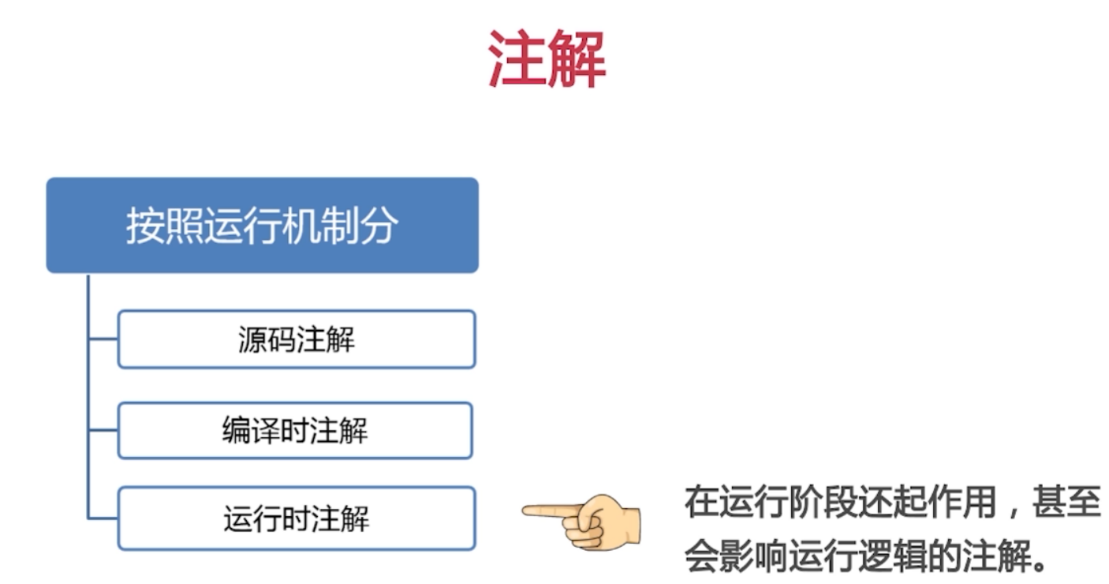 注解
按照运行机制分
源码注解
编译时注解
运行时注解
在运行阶段还起作用，甚至
会影响运行逻辑的注解。